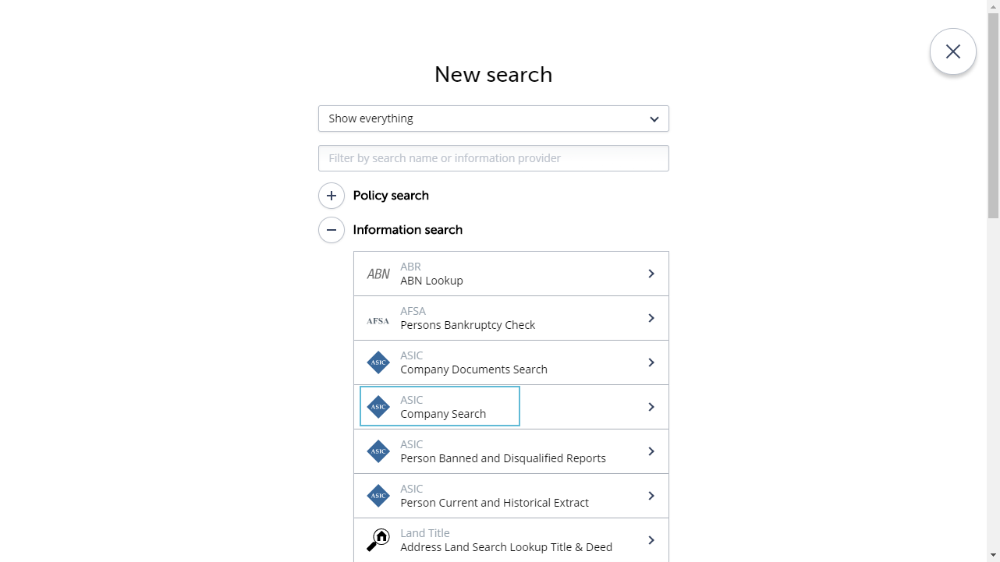 New search
Show everything
Filter by search name or information provider
Policy search
Information search
ABN
ABR
ABN Lookup
AFSA
AFSA
Persons Bankruptcy Check
ASIC
ASIC
Company Documents Search
ASIC
ASIC
Company Search
ASIC
ASIC
Person Banned and Disqualified Reports
ASIC
ASIC
Person Current and Historical Extract
Land Title
Address Land Search Lookup Title & Deed